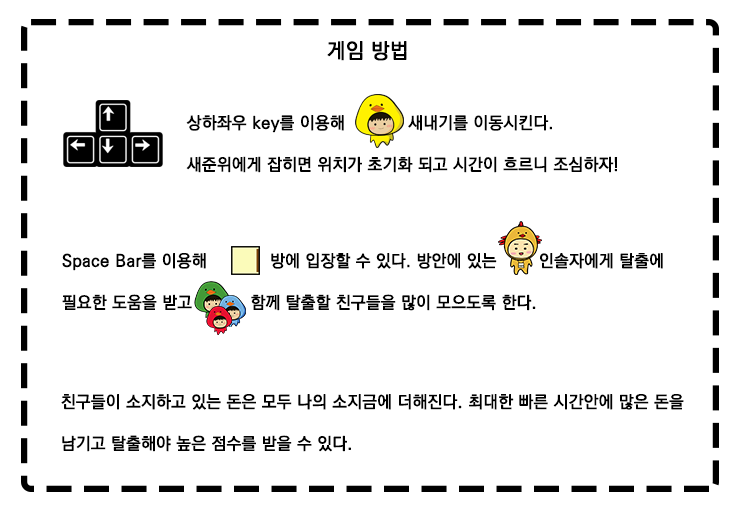 게임 방법
상하좌우 key를 이용해 새내기를 이동시킨다.
새준위에게 잡히면 위치가 초기화 되고 시간이 흐르니 조심하자!
Space Bar를 이용해 방에 입장할 수 있다. 방안에 있는 인솔자에게 탈출에
필요한 도움을 받고 함께 탈출할 친구들을 많이 모으도록 한다.
친구들이 소지하고 있는 돈은 모두 나의 소지금에 더해진다. 최대한 빠른 시간안에 많은 돈을
남기고 탈출해야 높은 점수를 받을 수 있다.